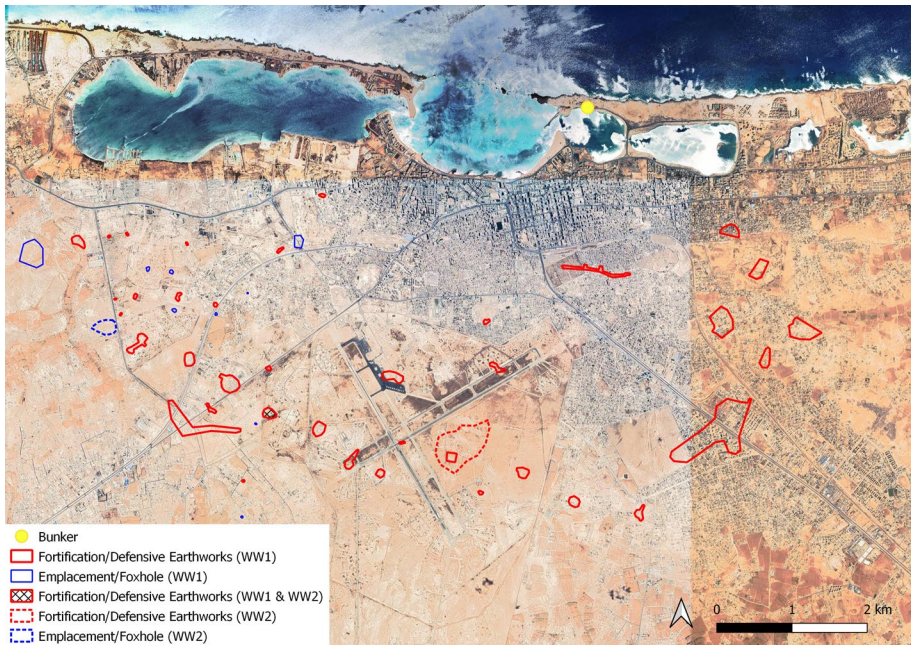 Bunker
Fortification/Defensive Earthworks (WW1)
Emplacement/Foxhole (WW1)
Fortification/Defensive Earthworks (WW1 & WW2)
Fortification/Defensive Earthworks (WW2)
Emplacement/Foxhole (WW2)
0 1 2 km